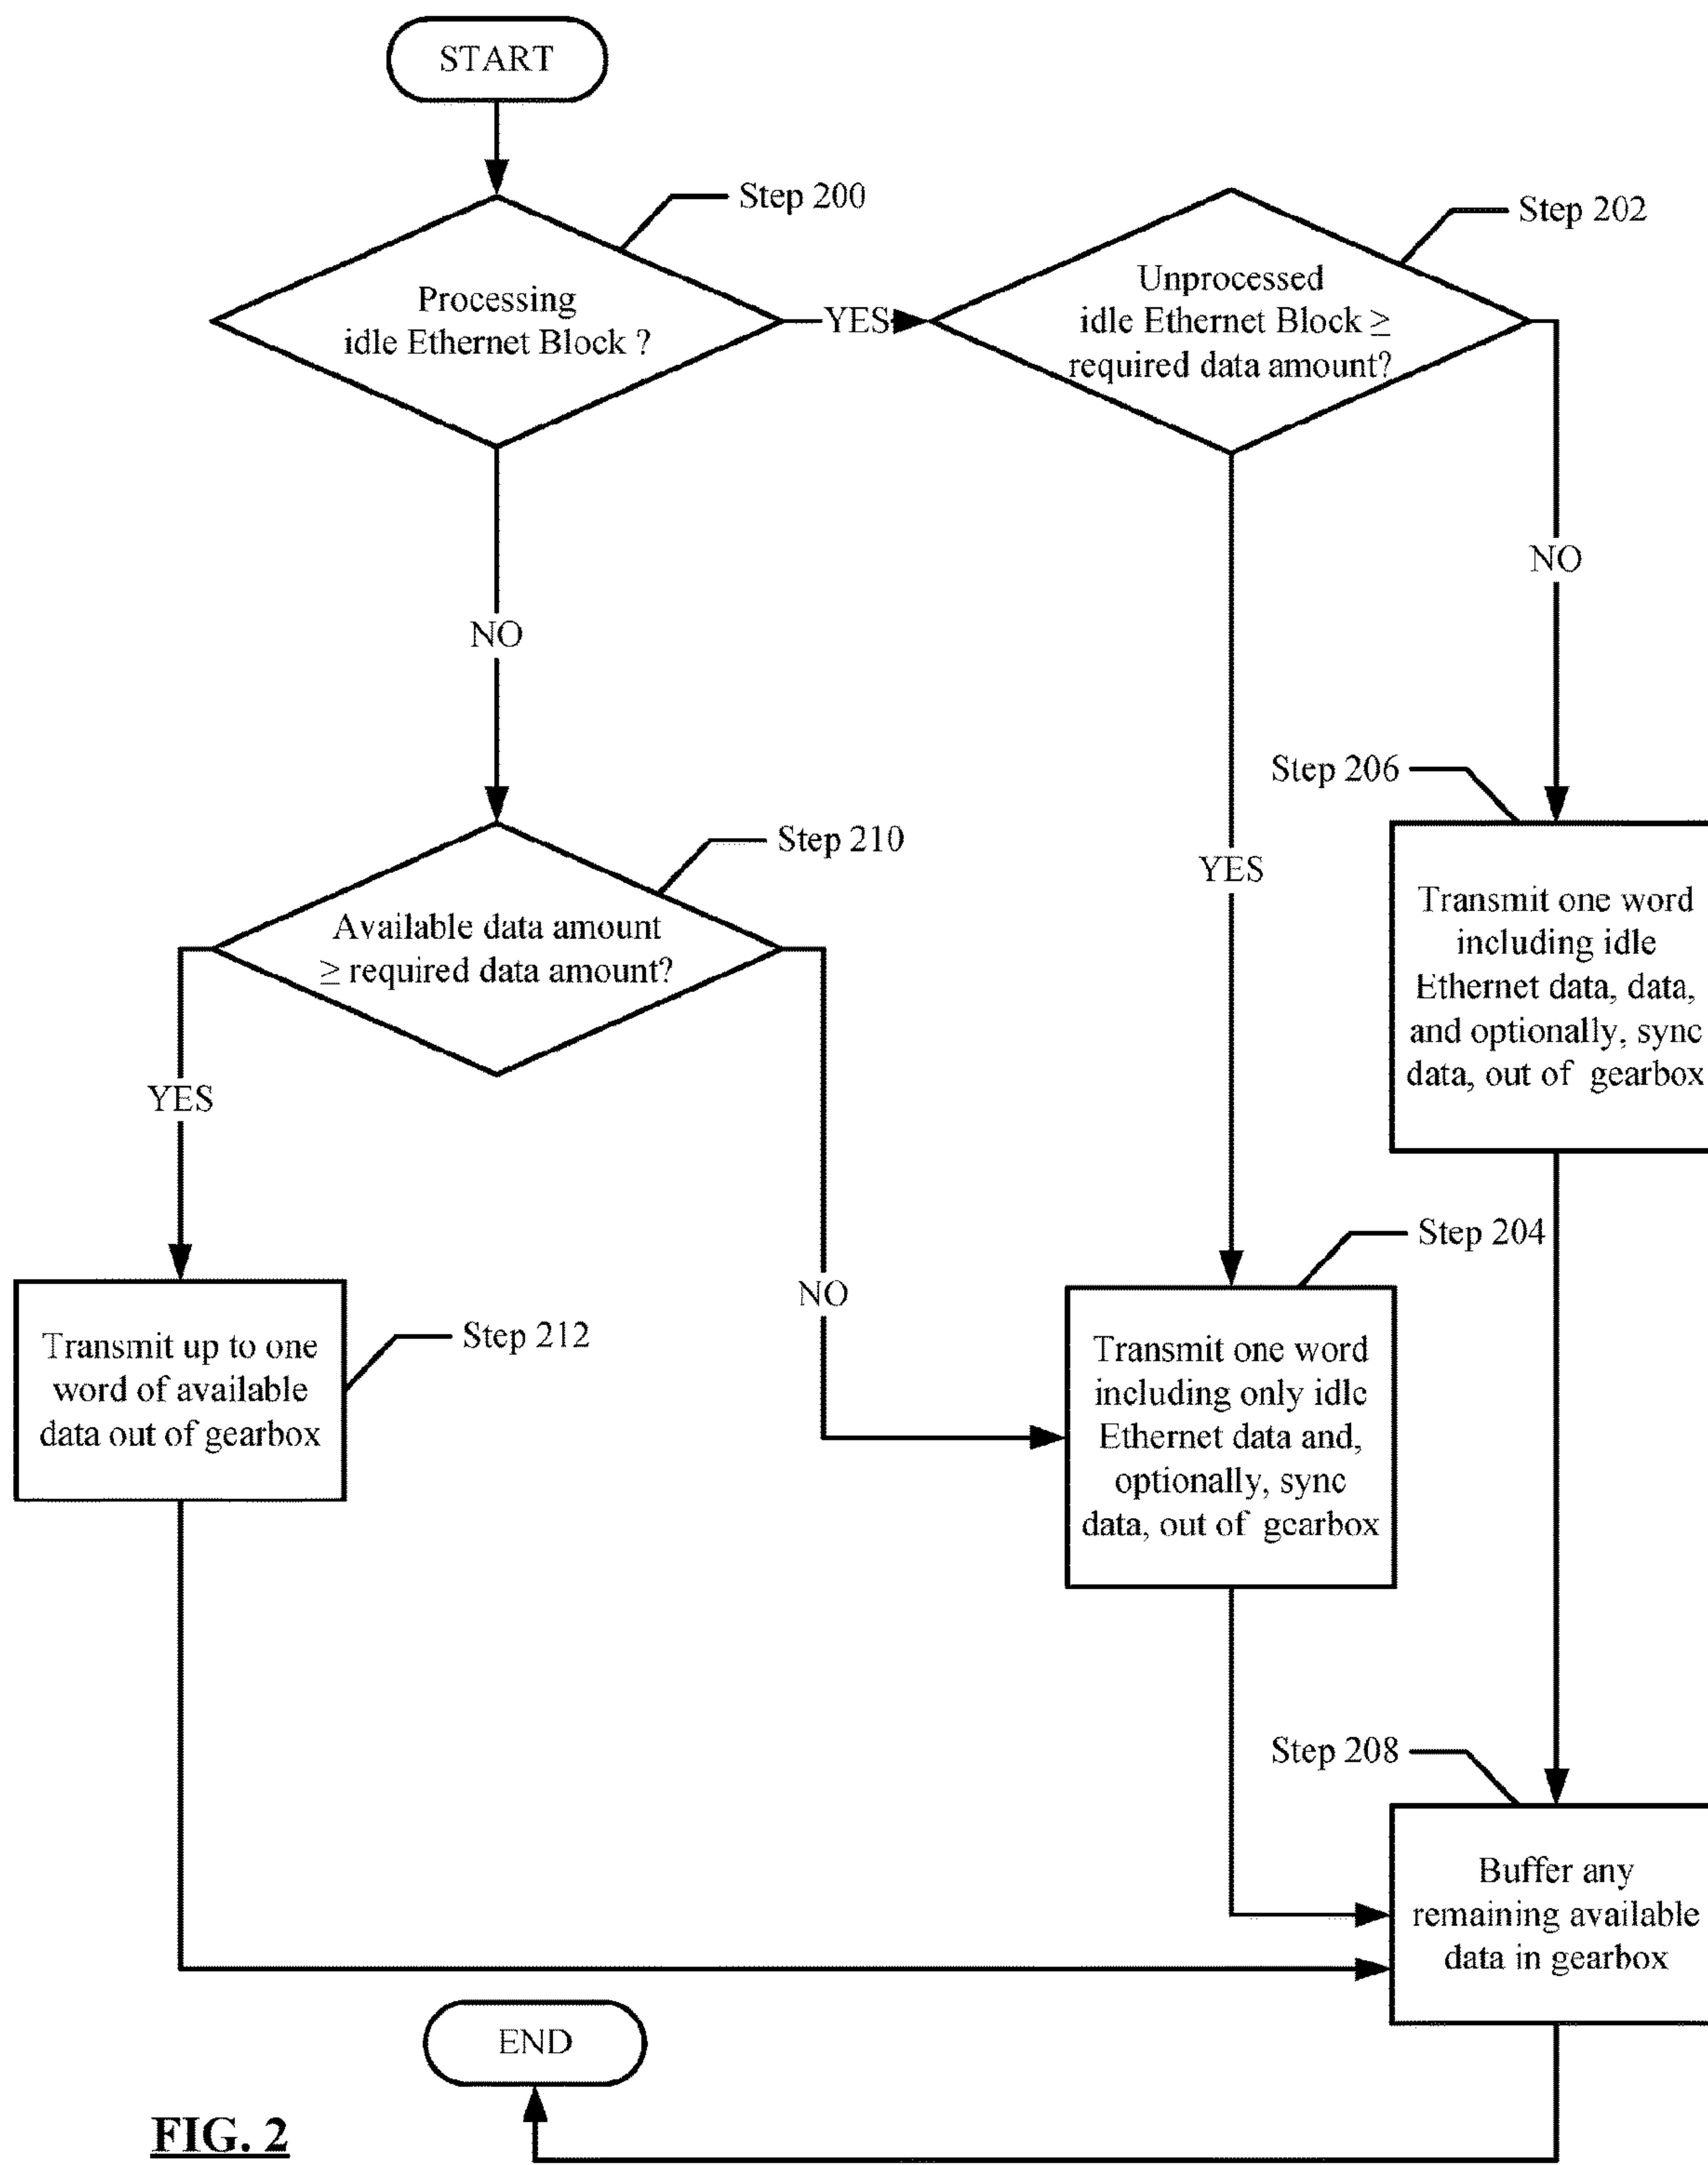 START
Step 200
Processing
idle Ethernet Block ?
YES
Step 202
Unprocessed
idle Ethernet Block ≥
required data amount?
NO
NO
YES
Step 206
Transmit one word
including idle
Ethernet data, data,
and optionally, sync
data, out of gearbox
Step 210
Available data amount
≥ required data amount?
YES
NO
Step 212
Transmit up to one
word of available
data out of gearbox
Step 204
Transmit one word
including only idle
Ethernet data and,
optionally, sync
data, out of gearbox
Step 208
Buffer any
remaining available
data in gearbox
END
FIG. 2